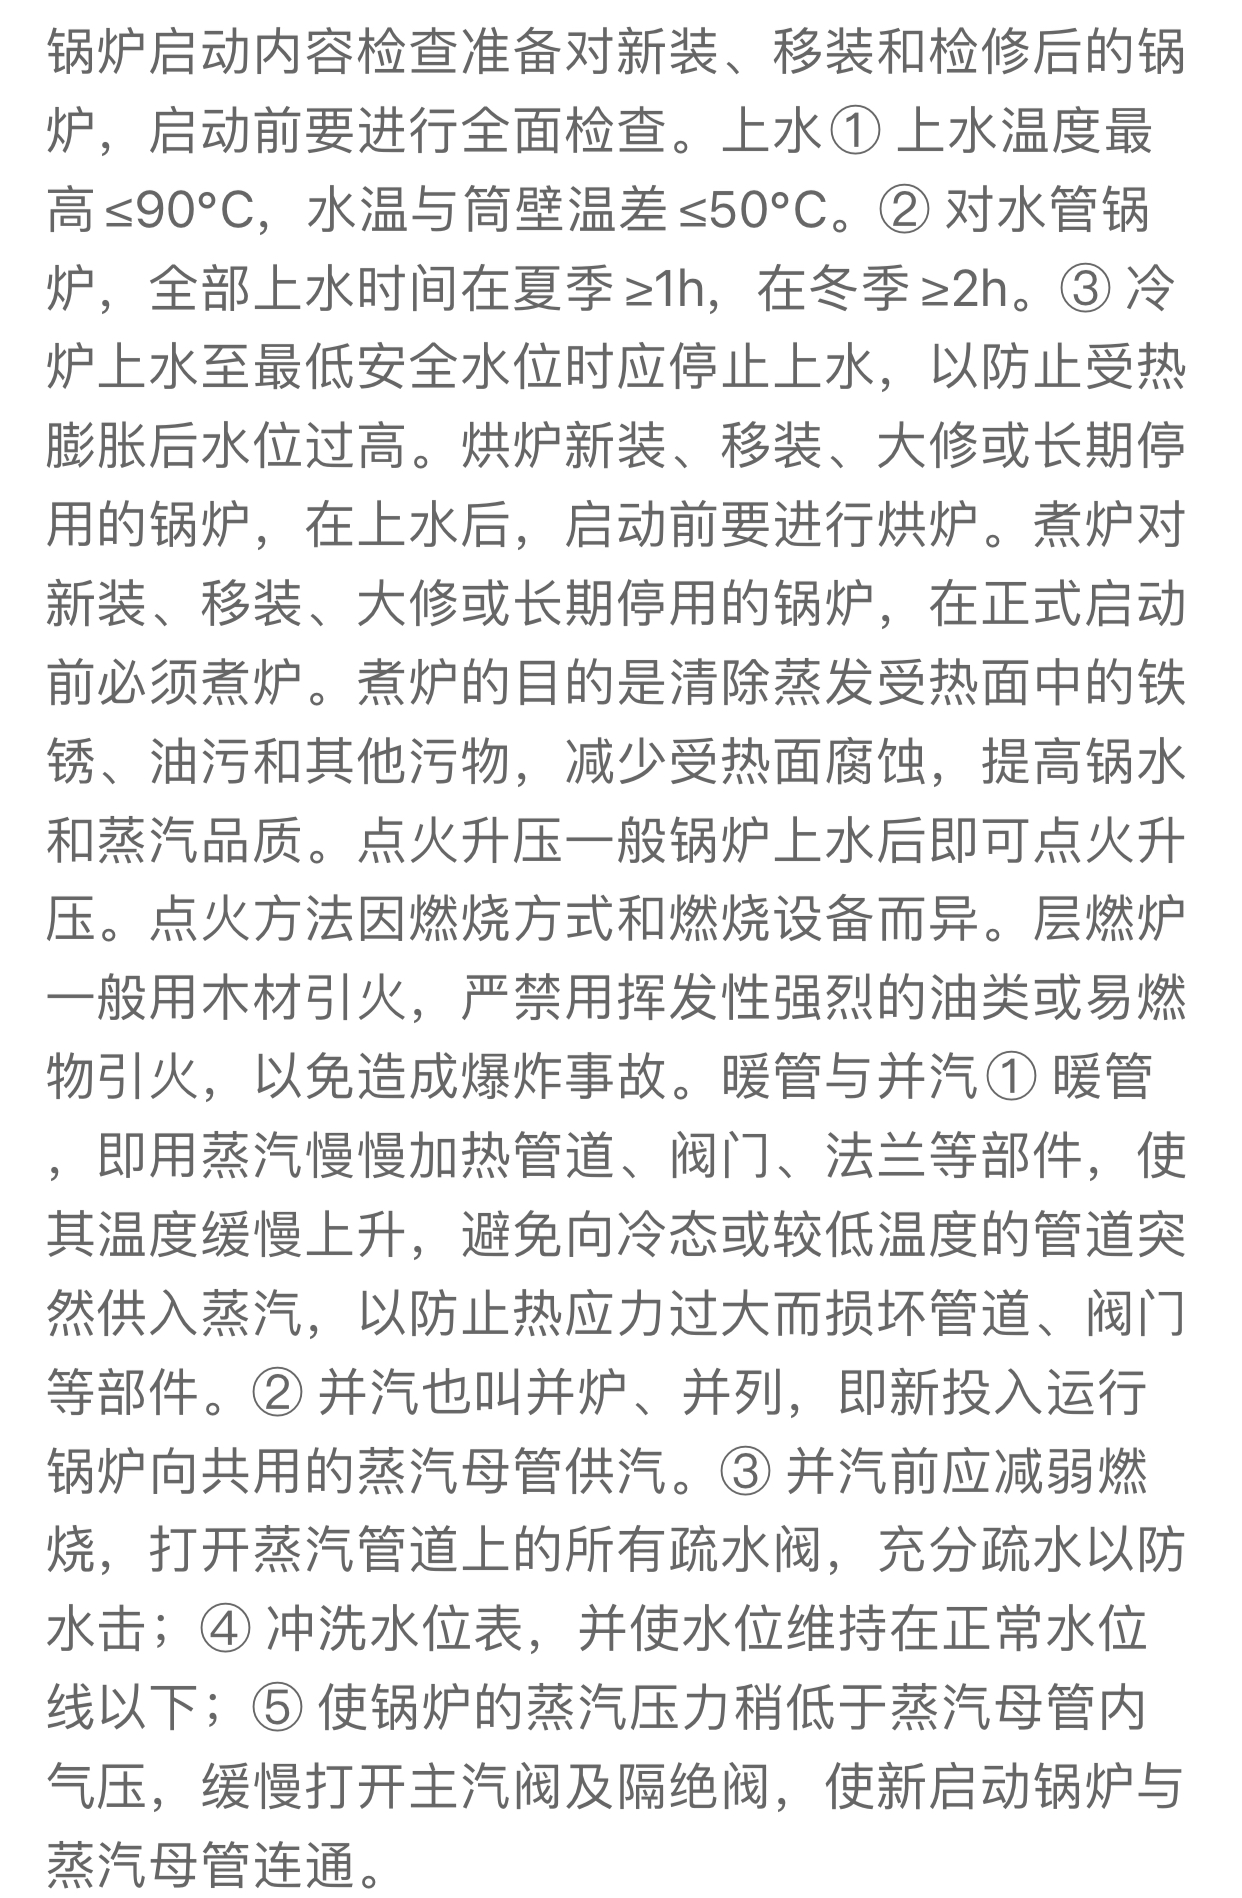 锅炉启动内容检查准备对新装、移装和检修后的锅
炉，启动前要进行全面检查。上水① 上水温度最
高≤90°C，水温与筒壁温差≤50°C。② 对水管锅
炉，全部上水时间在夏季≥1h，在冬季≥2h。③ 冷
炉上水至最低安全水位时应停止上水，以防止受热
膨胀后水位过高。烘炉新装、移装、大修或长期停
用的锅炉，在上水后，启动前要进行烘炉。煮炉对
新装、移装、大修或长期停用的锅炉，在正式启动
前必须煮炉。煮炉的目的是清除蒸发受热面中的铁
锈、油污和其他污物，减少受热面腐蚀，提高锅水
和蒸汽品质。点火升压一般锅炉上水后即可点火升
压。点火方法因燃烧方式和燃烧设备而异。层燃炉
一般用木材引火，严禁用挥发性强烈的油类或易燃
物引火，以免造成爆炸事故。暖管与并汽① 暖管
，即用蒸汽慢慢加热管道、阀门、法兰等部件，使
其温度缓慢上升，避免向冷态或较低温度的管道突
然供入蒸汽，以防止热应力过大而损坏管道、阀门
等部件。② 并汽也叫并炉、并列，即新投入运行
锅炉向共用的蒸汽母管供汽。③ 并汽前应减弱燃
烧，打开蒸汽管道上的所有疏水阀，充分疏水以防
水击；④ 冲洗水位表，并使水位维持在正常水位
线以下；⑤ 使锅炉的蒸汽压力稍低于蒸汽母管内
气压，缓慢打开主汽阀及隔绝阀，使新启动锅炉与
蒸汽母管连通。